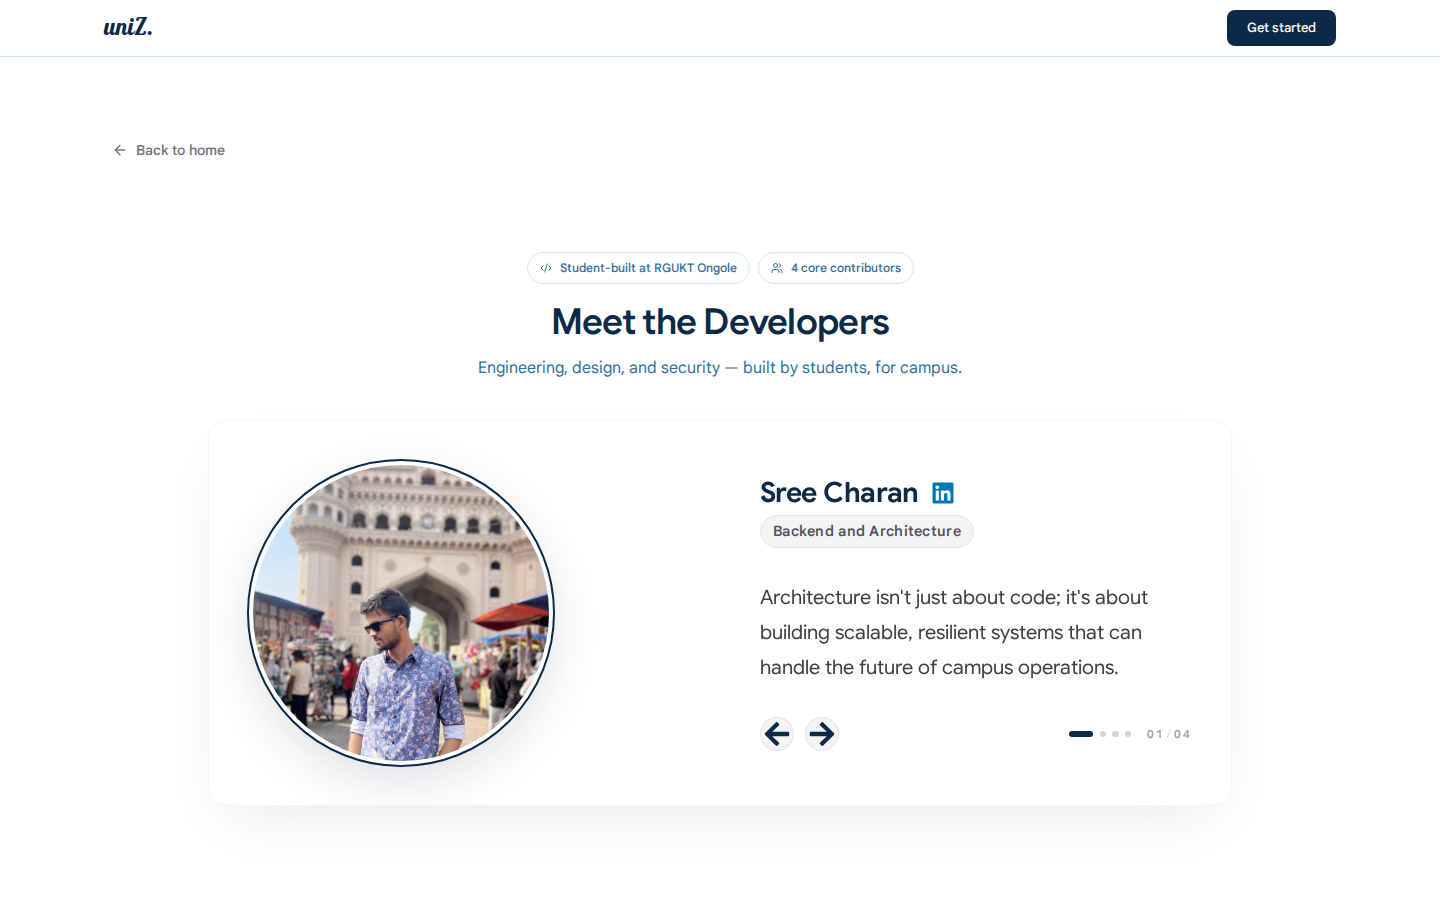 uniZ.
Get started
Back to home
Student-built at RGUKT Ongole
4 core contributors
Meet the Developers
Engineering, design, and security — built by students, for campus.
Sree Charan
Backend and Architecture
Architecture isn't just about code; it's about
building scalable, resilient systems that can
handle the future of campus operations.
01 / 04